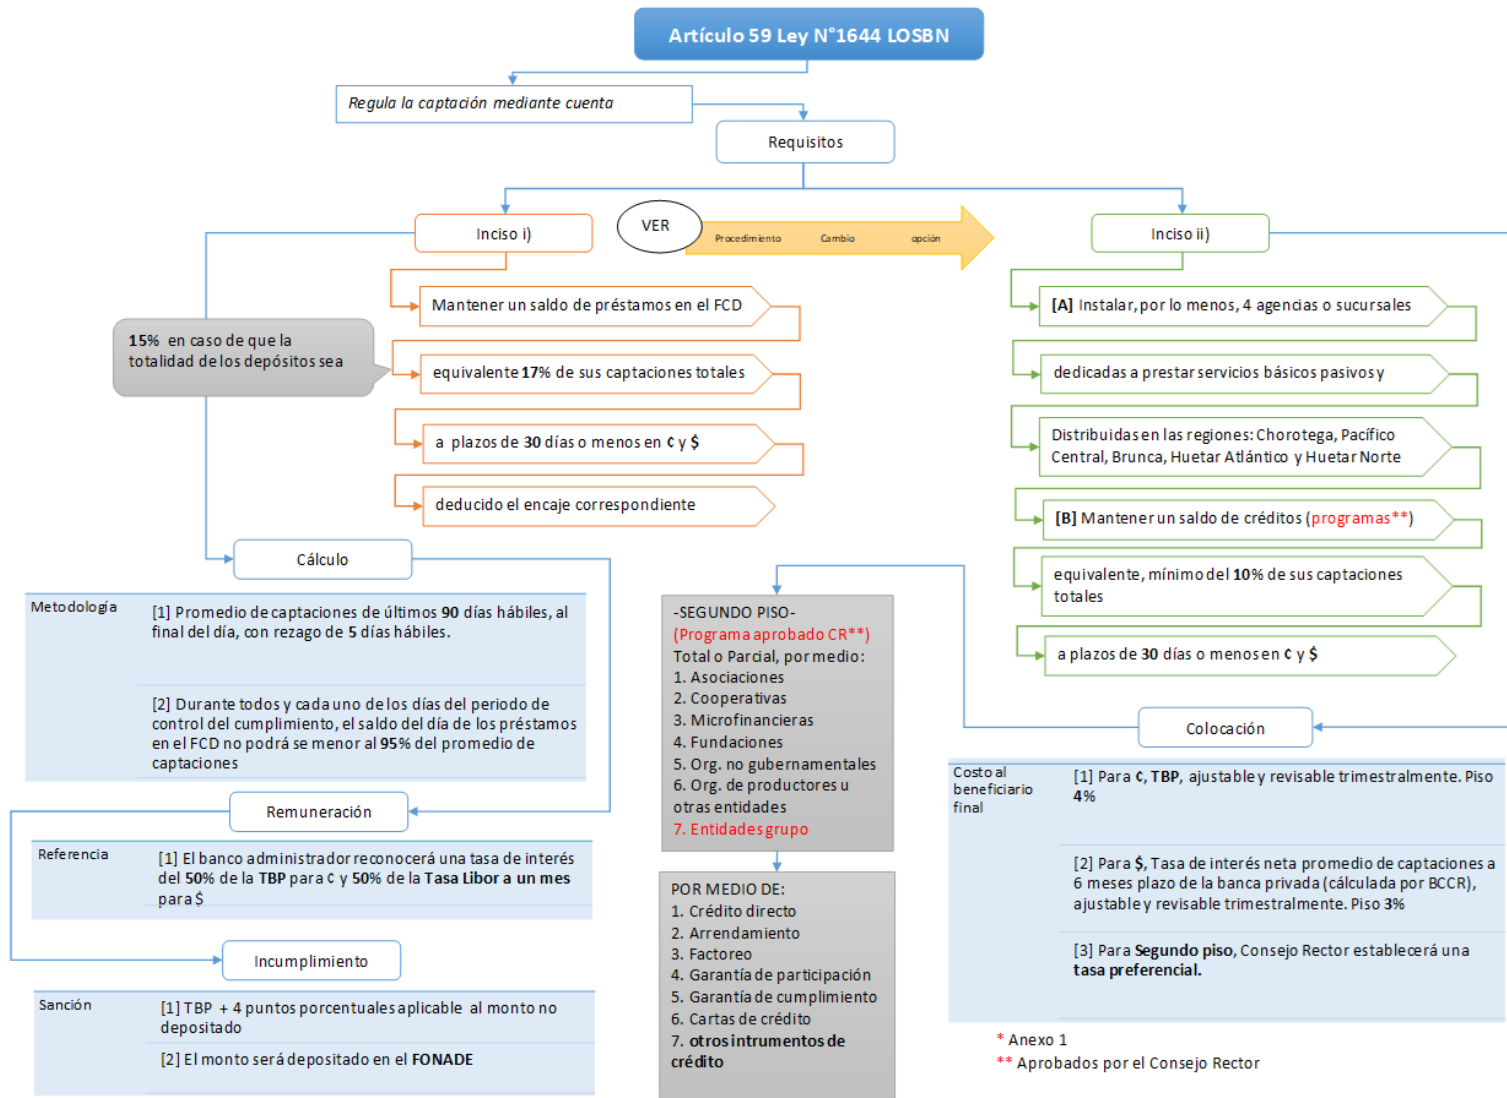 Artículo 59 Ley N°1644 LOSBN
Regula la captación mediante cuenta
Requisitos
Inciso i)
VER
Procedimiento Cambio opción
Inciso ii)
Mantener un saldo de préstamos en el FCD
15% en caso de que la
totalidad de los depósitos sea
equivalente 17% de sus captaciones totales
a plazos de 30 días o menos en ¢ y $
deducido el encaje correspondiente
[A] Instalar, por lo menos, 4 agencias o sucursales
dedicadas a prestar servicios básicos pasivos y
Distribuidas en las regiones: Chorotega, Pacífico
Central, Brunca, Huetar Atlántico y Huetar Norte
[B] Mantener un saldo de créditos (programas**)
equivalente, mínimo del 10% de sus captaciones
totales
a plazos de 30 días o menos en ¢ y $
Cálculo
Metodología
[1] Promedio de captaciones de últimos 90 días hábiles, al
final del día, con rezago de 5 días hábiles.
[2] Durante todos y cada uno de los días del periodo de
control del cumplimiento, el saldo del día de los préstamos
en el FCD no podrá se menor al 95% del promedio de
captaciones
Remuneración
Referencia
[1] El banco administrador reconocerá una tasa de interés
del 50% de la TBP para ¢ y 50% de la Tasa Libor a un mes
para $
Incumplimiento
Sanción
[1] TBP + 4 puntos porcentuales aplicable al monto no
depositado
[2] El monto será depositado en el FONADE
-SEGUNDO PISO-
(Programa aprobado CR**)
Total o Parcial, por medio:
1. Asociaciones
2. Cooperativas
3. Microfinancieras
4. Fundaciones
5. Org. no gubernamentales
6. Org. de productores u
otras entidades
7. Entidades grupo
POR MEDIO DE:
1. Crédito directo
2. Arrendamiento
3. Factoreo
4. Garantía de participación
5. Garantía de cumplimiento
6. Cartas de crédito
7. otros intrumentos de
crédito
Colocación
Costo al
beneficiario
final
[1] Para ¢, TBP, ajustable y revisable trimestralmente. Piso
4%
[2] Para $, Tasa de interés neta promedio de captaciones a
6 meses plazo de la banca privada (cálculada por BCCR),
ajustable y revisable trimestralmente. Piso 3%
[3] Para Segundo piso, Consejo Rector establecerá una
tasa preferencial.
* Anexo 1
** Aprobados por el Consejo Rector